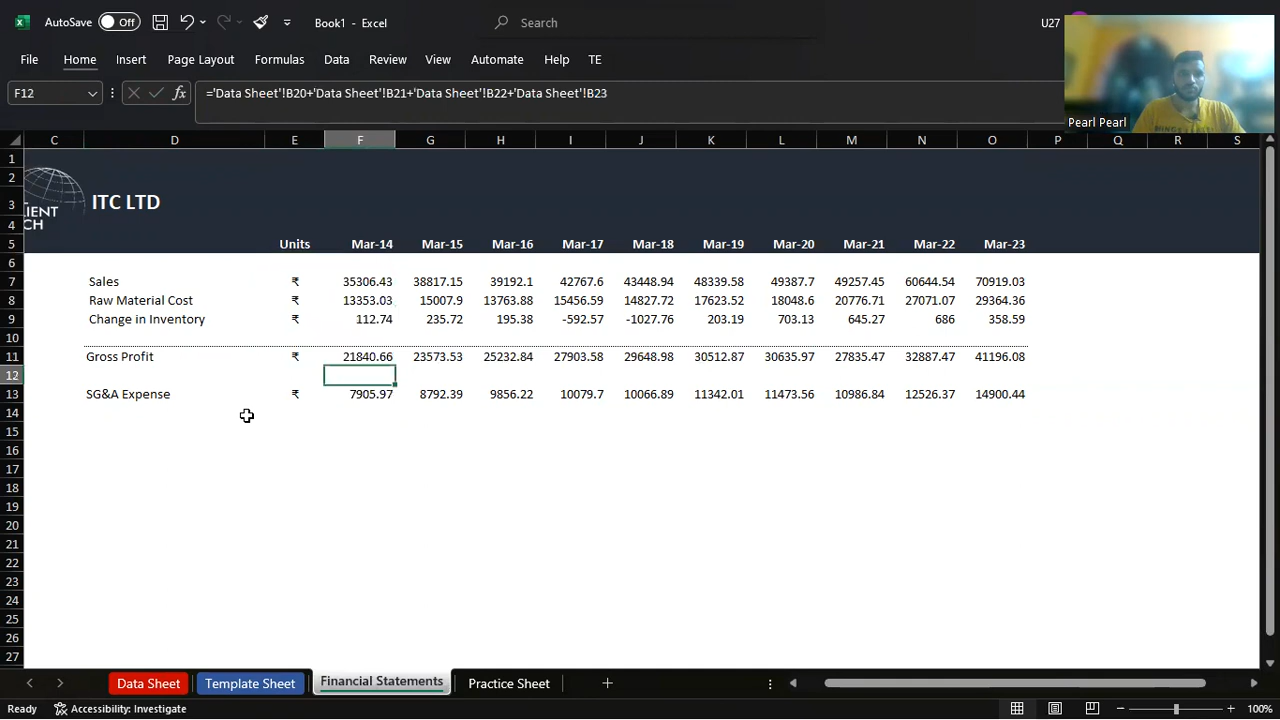 AutoSave Off Book1 - Excel Search U27
File Home Insert Page Layout Formulas Data Review View Automate Help TE
F12 fx ='Data Sheet'!B20+'Data Sheet'!B21+'Data Sheet'!B22+'Data Sheet'!B23
Pearl Pearl
C D E F G H I J K L M N O P Q R S
1
2
3 ITC LTD
IENT
CH
4
5 Units Mar-14 Mar-15 Mar-16 Mar-17 Mar-18 Mar-19 Mar-20 Mar-21 Mar-22 Mar-23
6
7 Sales ₹ 35306.43 38817.15 39192.1 42767.6 43448.94 48339.58 49387.7 49257.45 60644.54 70919.03
8 Raw Material Cost ₹ 13353.03 15007.9 13763.88 15456.59 14827.72 17623.52 18048.6 20776.71 27071.07 29364.36
9 Change in Inventory ₹ 112.74 235.72 195.38 -592.57 -1027.76 203.19 703.13 645.27 686 358.59
10
11 Gross Profit ₹ 21840.66 23573.53 25232.84 27903.58 29648.98 30512.87 30635.97 27835.47 32887.47 41196.08
12
13 SG&A Expense ₹ 7905.97 8792.39 9856.22 10079.7 10066.89 11342.01 11473.56 10986.84 12526.37 14900.44
14
15
16
17
18
19
20
21
22
23
24
25
26
27
Data Sheet Template Sheet Financial Statements Practice Sheet
Ready Accessibility: Investigate 100%